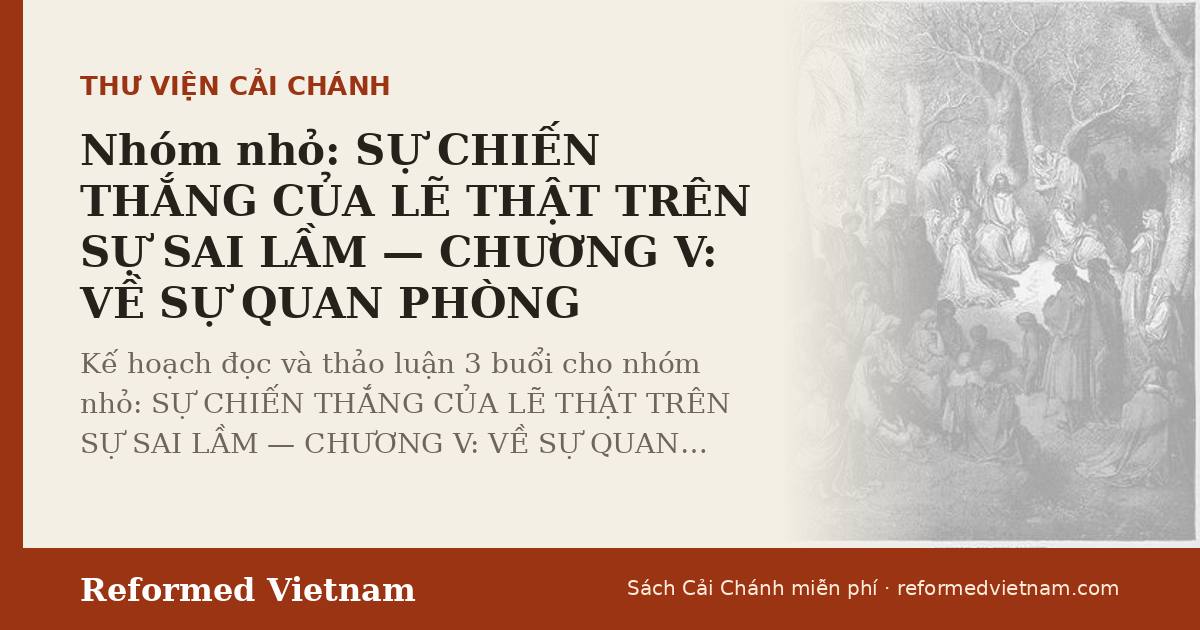 THƯ VIỆN CẢI CHÁNH
Nhóm nhỏ: SỰ CHIẾN
THẮNG CỦA LẼ THẬT TRÊN
SỰ SAI LẦM — CHƯƠNG V:
VỀ SỰ QUAN PHÒNG
Kế hoạch đọc và thảo luận 3 buổi cho nhóm
nhỏ: SỰ CHIẾN THẮNG CỦA LẼ THẬT TRÊN
SỰ SAI LẦM — CHƯƠNG V: VỀ SỰ QUAN...
Reformed Vietnam
Sách Cải Chánh miễn phí · reformedvietnam.com